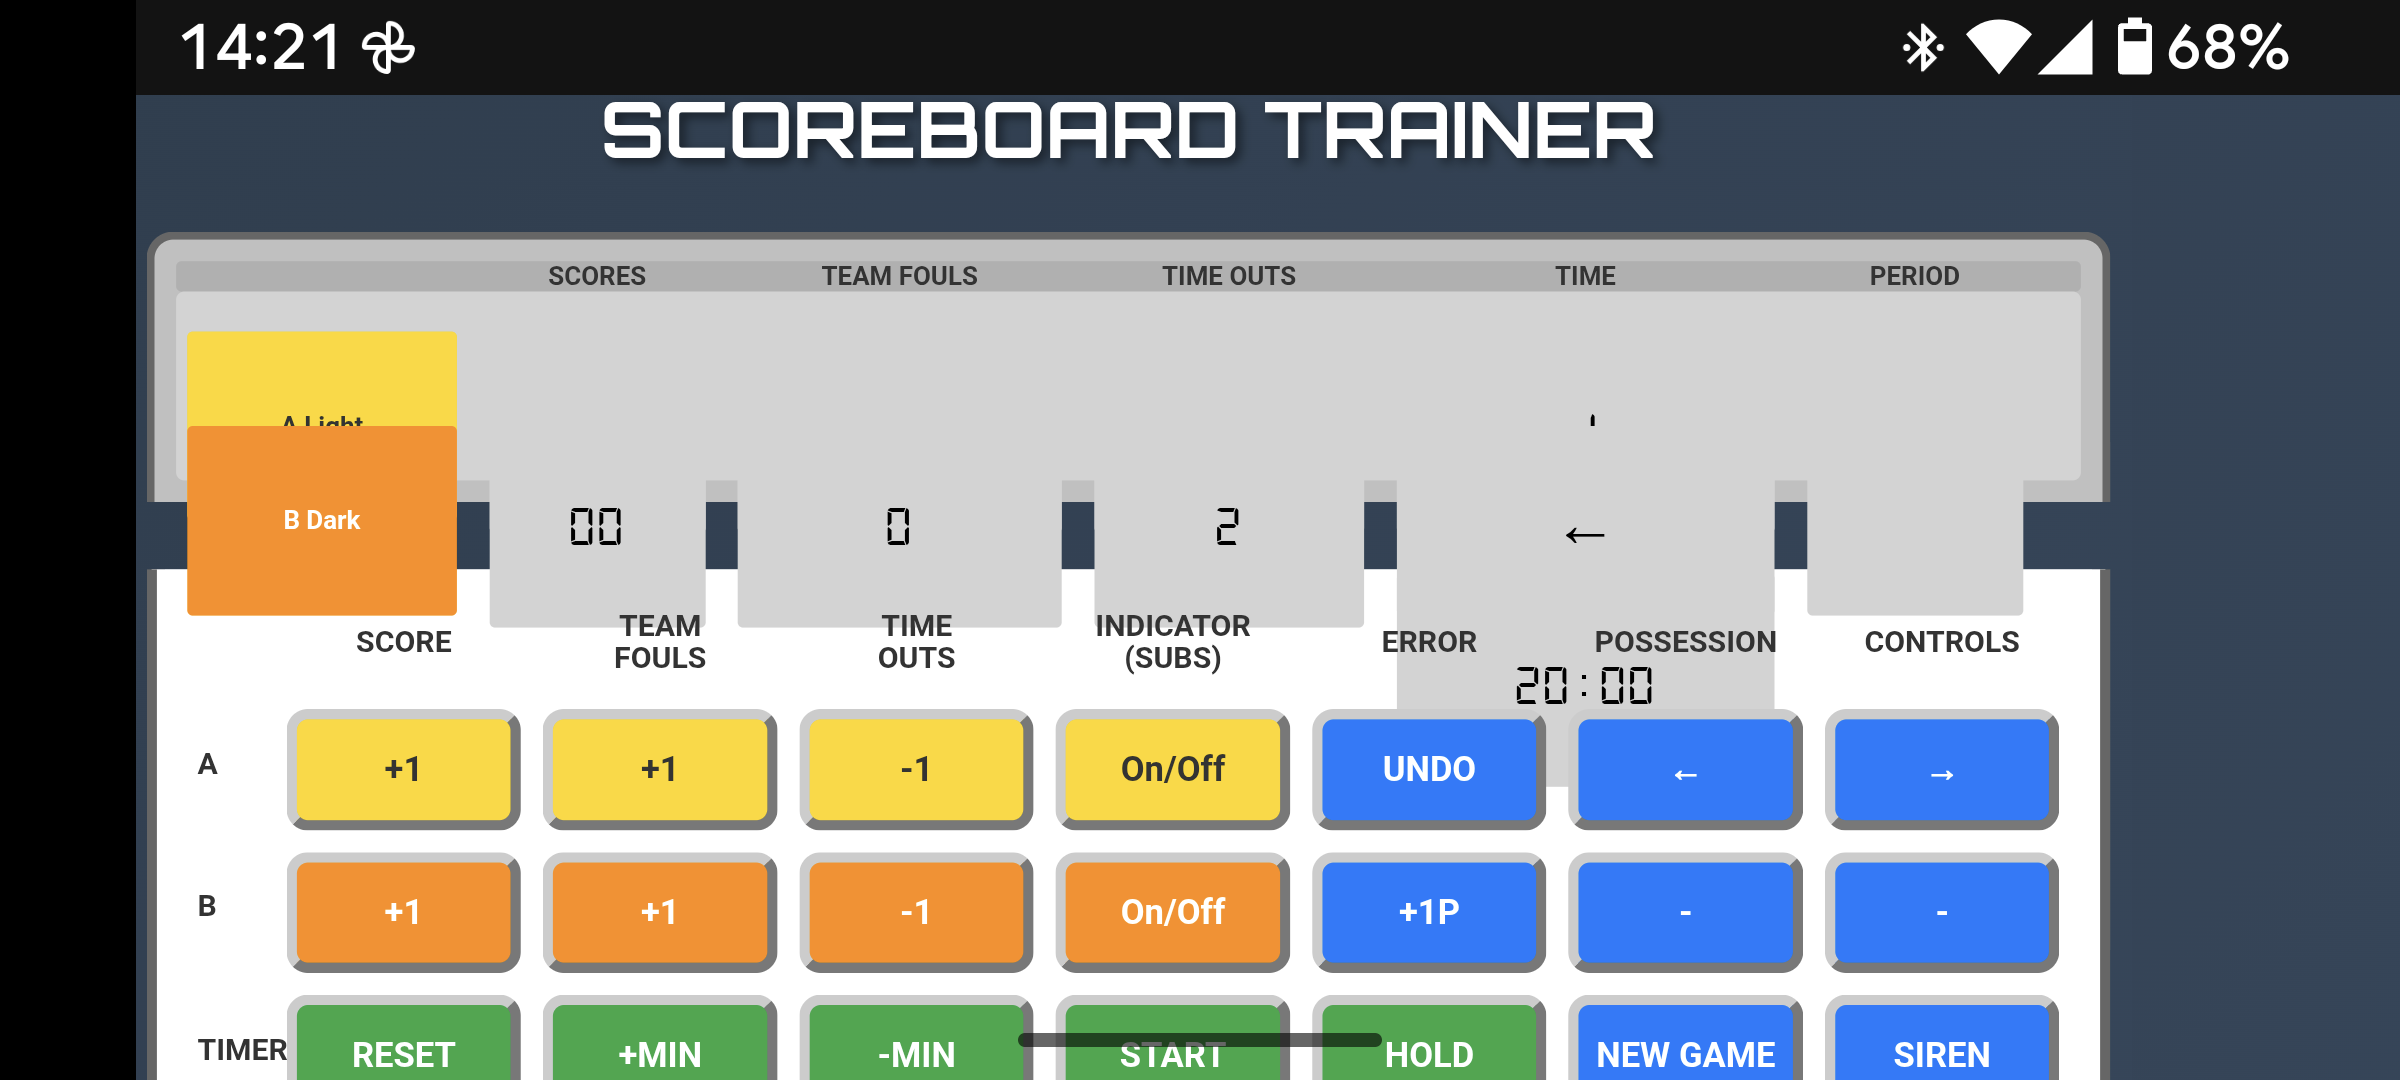 14:21 68%
SCOREBOARD TRAINER
SCORES TEAM FOULS TIME OUTS TIME PERIOD
A Light
B Dark 00 0 2 ←
SCORE TEAM FOULS TIME OUTS INDICATOR (SUBS) ERROR POSSESSION CONTROLS
20:00
A +1 +1 -1 On/Off UNDO ← →
B +1 +1 -1 On/Off +1P - -
TIMER RESET +MIN -MIN START HOLD NEW GAME SIREN